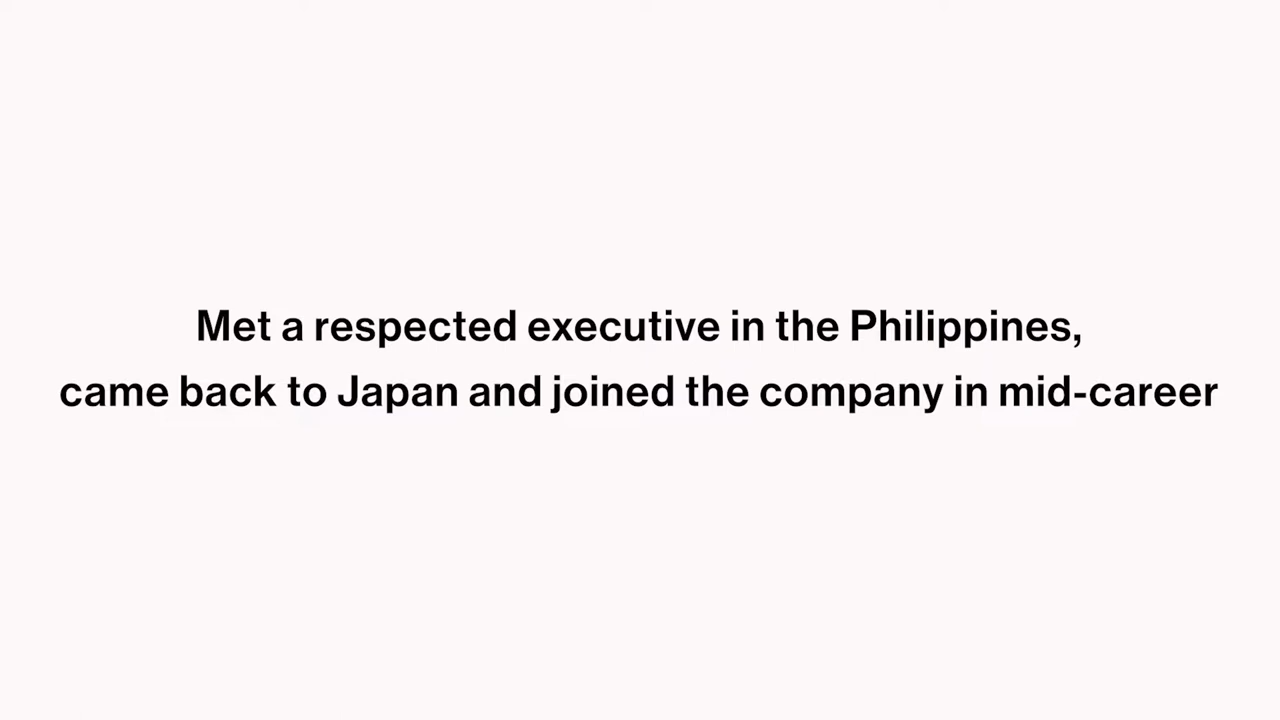 Met a respected executive in the Philippines,
came back to Japan and joined the company in mid-career